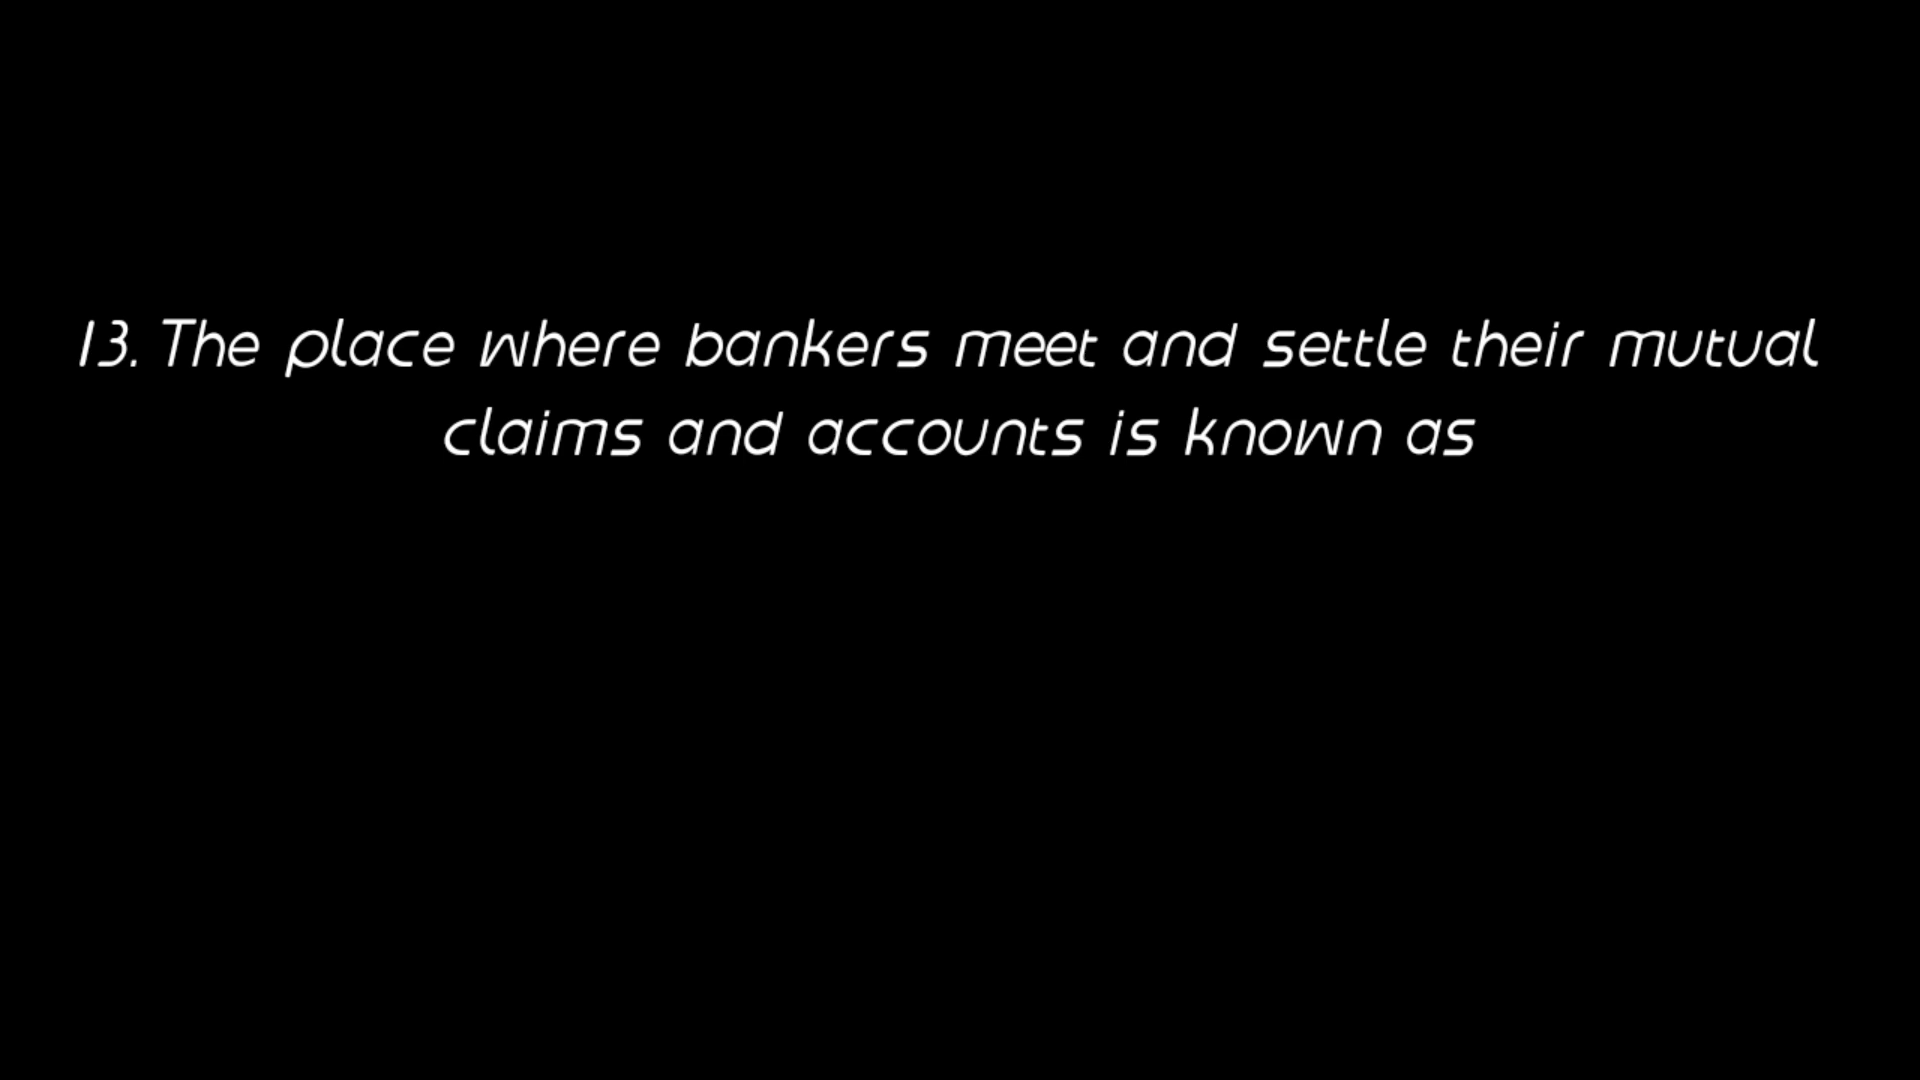 13. The place where bankers meet and settle their mutual
claims and accounts is known as